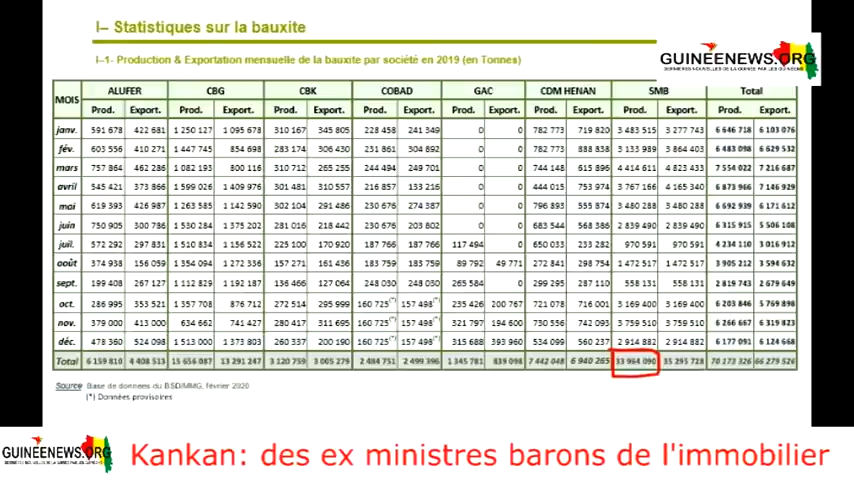 I– Statistiques sur la bauxite
I–1- Production & Exportation mensuelle de la bauxite par société en 2019 (en Tonnes)
GUINEENEWS.ORG
MOIS ALUFER CBG CBK COBAD GAC CDM HENAN SMB Total
Prod. Export. Prod. Export. Prod. Export. Prod. Export. Prod. Export. Prod. Export. Prod. Export. Prod. Export.
janv. 591 678 422 681 1 250 127 1 095 678 310 167 345 805 228 458 241 349 0 0 782 773 719 820 3 483 515 3 277 743 6 646 718 6 103 076
fév. 603 556 410 271 1 447 745 854 698 283 174 306 430 231 861 304 892 0 0 782 773 888 838 3 133 989 3 864 403 6 483 098 6 629 532
mars 757 864 462 286 1 082 193 800 116 310 712 265 255 244 494 249 701 0 0 744 148 615 896 4 414 611 4 823 433 7 554 022 7 216 687
avril 545 421 373 866 1 599 026 1 409 976 301 481 310 557 216 857 133 216 0 0 444 015 753 974 3 767 166 4 165 340 6 873 966 7 146 929
mai 619 393 426 987 1 263 585 1 142 590 302 104 291 486 230 676 274 387 0 0 796 893 555 874 3 480 288 3 480 288 6 692 939 6 171 612
juin 750 905 300 786 1 530 284 1 375 202 281 016 218 442 230 676 203 802 0 0 683 544 568 386 2 839 490 2 839 490 6 315 915 5 506 108
juil. 572 292 297 831 1 510 834 1 156 522 225 100 170 920 187 766 187 766 117 494 0 650 033 233 282 970 591 970 591 4 234 110 3 016 912
août 374 938 156 059 1 354 094 1 272 336 157 271 161 436 183 759 183 759 89 792 49 771 272 841 298 754 1 472 517 1 472 517 3 905 212 3 594 632
sept. 199 408 267 127 1 112 829 1 192 187 136 466 127 064 248 030 248 030 265 584 0 299 295 287 110 558 131 558 131 2 819 743 2 679 649
oct. 286 995 353 521 1 357 708 876 712 272 514 295 999 160 725(*) 157 498(*) 235 426 200 767 721 078 716 001 3 169 400 3 169 400 6 203 846 5 769 898
nov. 379 000 413 000 634 662 741 427 280 417 311 695 160 725(*) 157 498(*) 321 797 194 600 730 556 742 093 3 759 510 3 759 510 6 266 667 6 319 823
déc. 478 360 524 098 1 513 000 1 373 803 260 337 200 190 160 725(*) 157 498(*) 315 688 393 960 534 099 560 237 2 914 882 2 914 882 6 177 091 6 124 668
Total 6 159 810 4 408 513 15 656 087 13 291 247 3 120 759 3 005 279 2 484 751 2 499 396 1 345 781 839 098 7 442 048 6 940 265 33 964 090 35 295 728 70 173 326 66 279 526
Source Base de données du BSD/MMG, février 2020
(*) Données provisoires
GUINEENEWS.ORG
Kankan: des ex ministres barons de l'immobilier